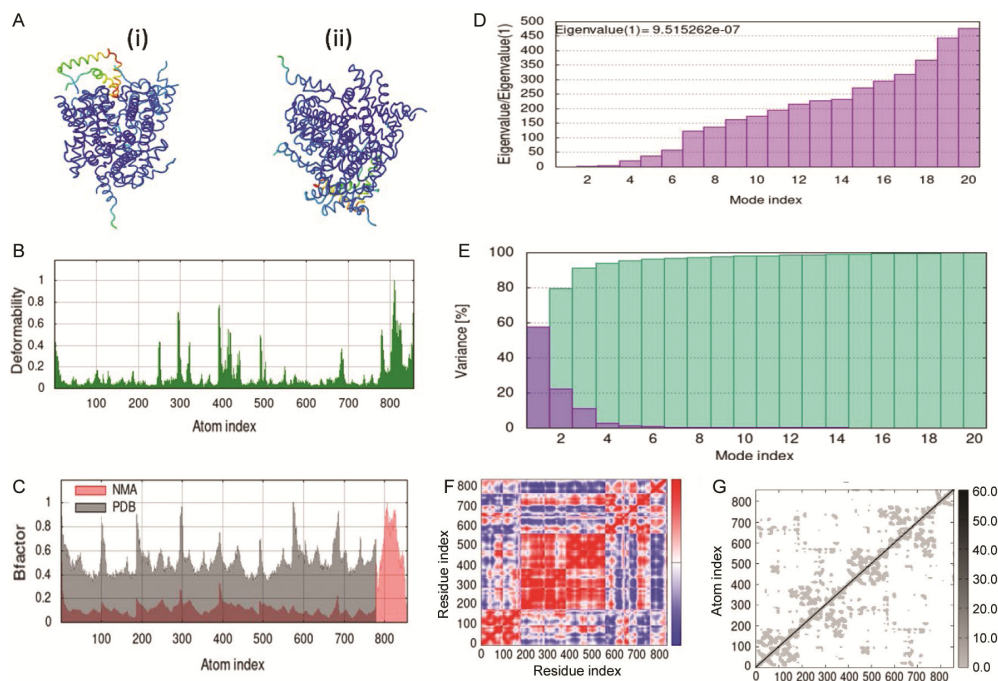 A
(i)
(ii)
B
Deformability
1
0.8
0.6
0.4
0.2
0
100 200 300 400 500 600 700 800
Atom index
C
Bfactor
NMA
PDB
1
0.8
0.6
0.4
0.2
0
0 100 200 300 400 500 600 700 800
Atom index
D
Eigenvalue/Eigenvalue(1)
Eigenvalue(1)= 9.515262e-07
500
450
400
350
300
250
200
150
100
50
0
2 4 6 8 10 12 14 16 18 20
Mode index
E
Variance [%]
100
80
60
40
20
0
2 4 6 8 10 12 14 16 18 20
Mode index
F
Residue index
800
700
600
500
400
300
200
100
0
0 100 200 300 400 500 600 700 800
Residue index
G
Atom index
800
700
600
500
400
300
200
100
0
0 100 200 300 400 500 600 700 800
60.0
50.0
40.0
30.0
20.0
10.0
0.0